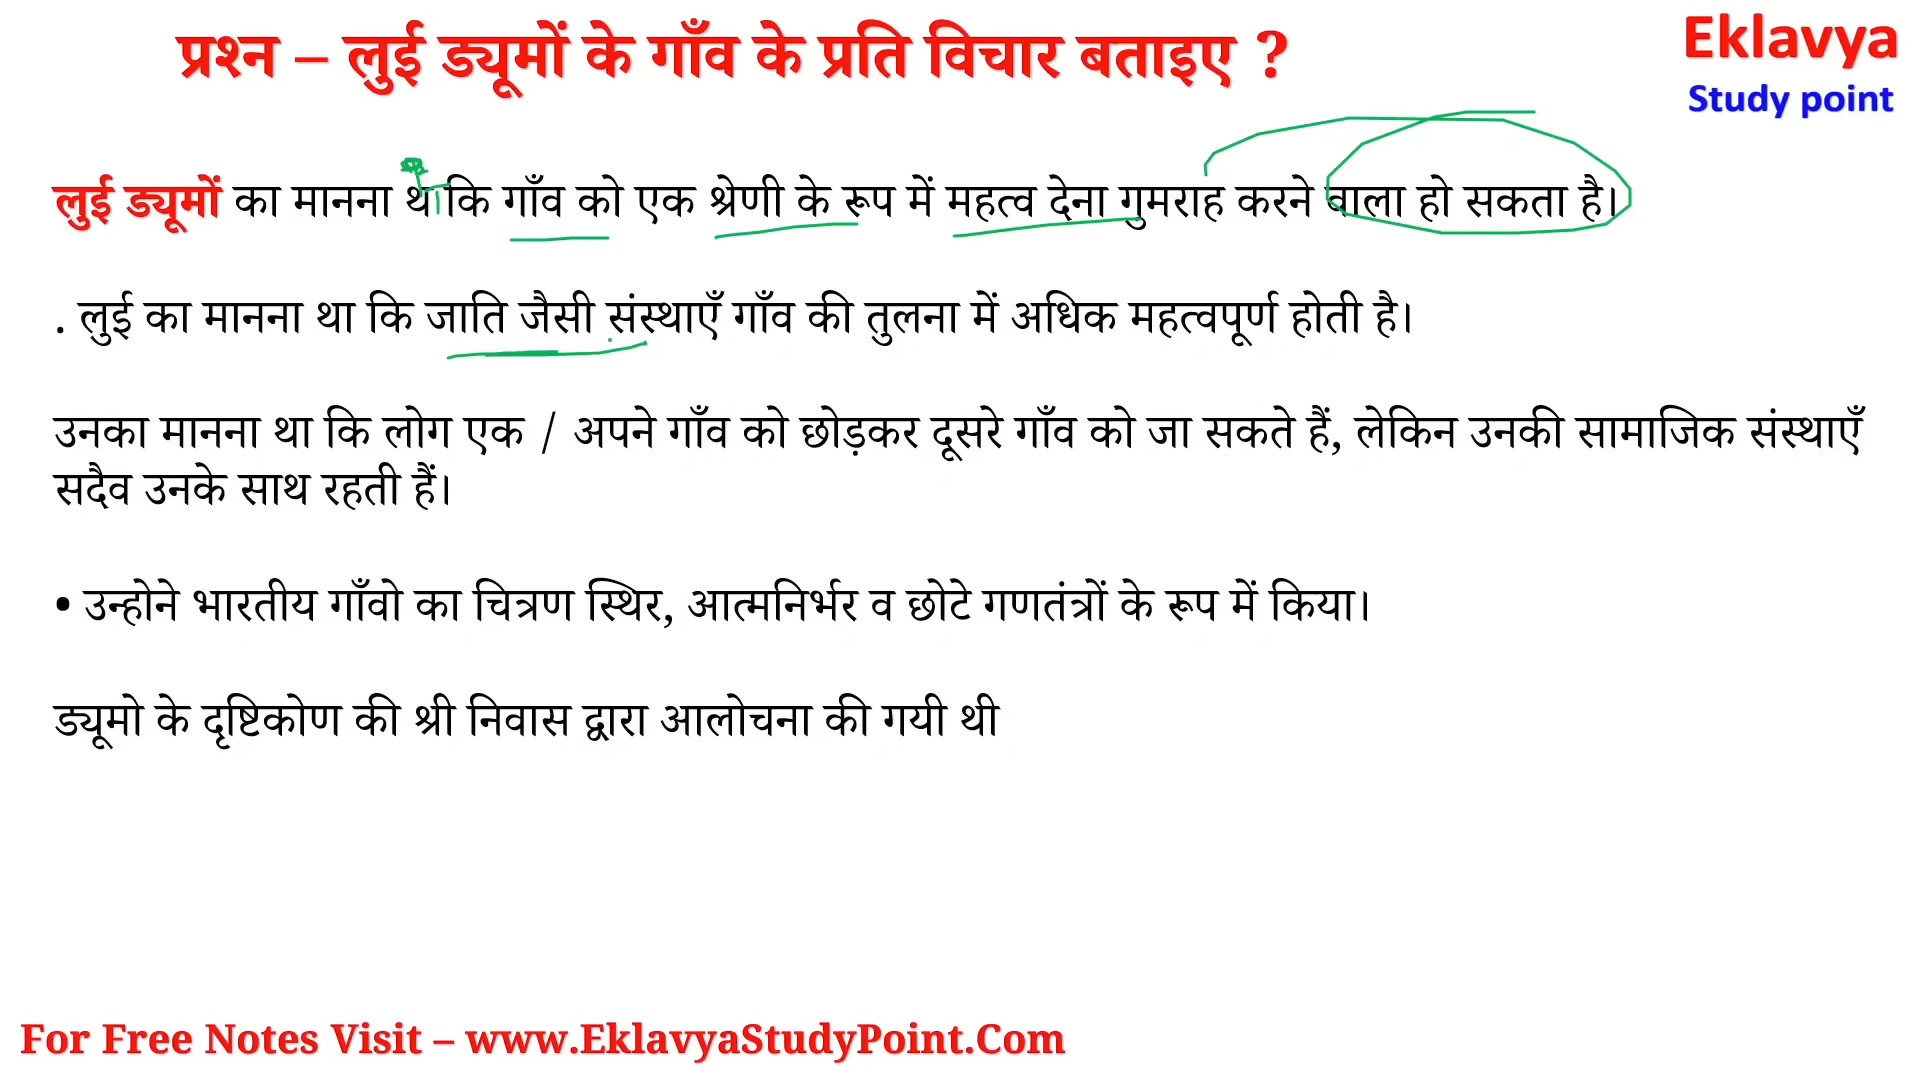 प्रश्न – लुई ड्यूमों के गाँव के प्रति विचार बताइए ?
Eklavya
Study point
लुई ड्यूमों का मानना था कि गाँव को एक श्रेणी के रूप में महत्व देना गुमराह करने वाला हो सकता है।
. लुई का मानना था कि जाति जैसी संस्थाएँ गाँव की तुलना में अधिक महत्वपूर्ण होती है।
उनका मानना था कि लोग एक / अपने गाँव को छोड़कर दूसरे गाँव को जा सकते हैं, लेकिन उनकी सामाजिक संस्थाएँ
सदैव उनके साथ रहती हैं।
• उन्होने भारतीय गाँवो का चित्रण स्थिर, आत्मनिर्भर व छोटे गणतंत्रों के रूप में किया।
ड्यूमो के दृष्टिकोण की श्री निवास द्वारा आलोचना की गयी थी
For Free Notes Visit – www.EklavyaStudyPoint.Com